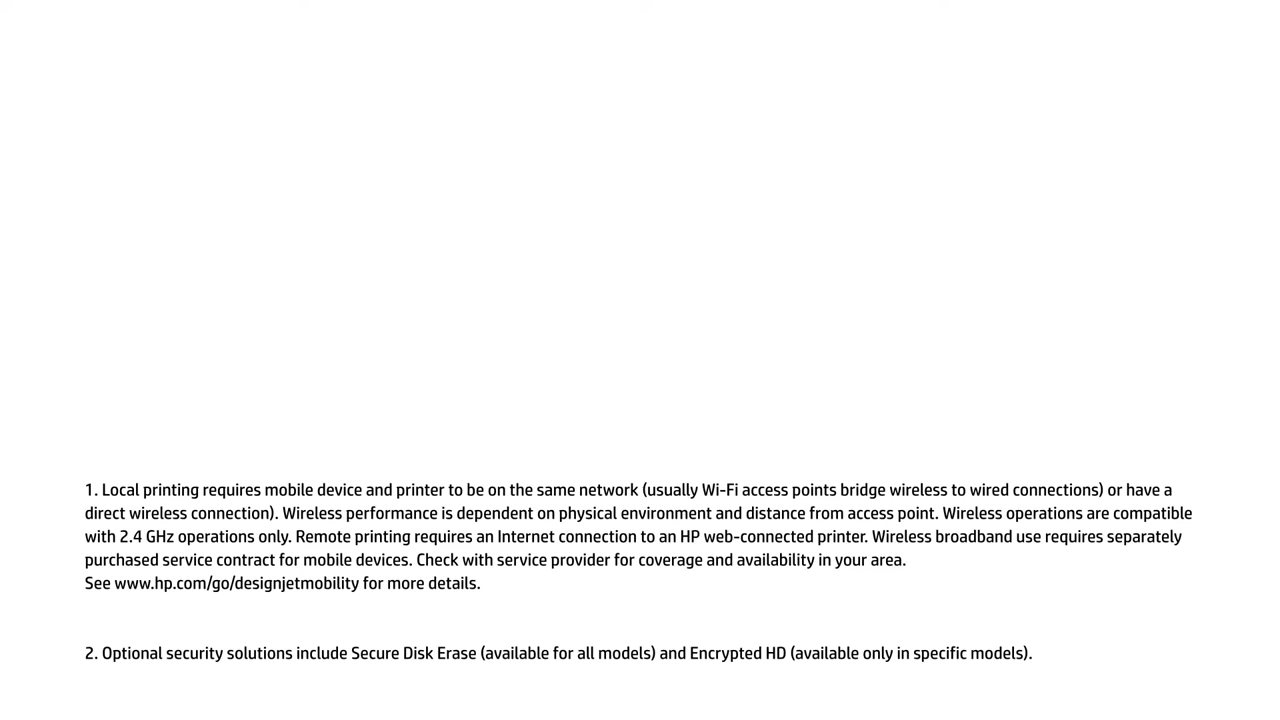 1. Local printing requires mobile device and printer to be on the same network (usually Wi-Fi access points bridge wireless to wired connections) or have a
direct wireless connection). Wireless performance is dependent on physical environment and distance from access point. Wireless operations are compatible
with 2.4 GHz operations only. Remote printing requires an Internet connection to an HP web-connected printer. Wireless broadband use requires separately
purchased service contract for mobile devices. Check with service provider for coverage and availability in your area.
See www.hp.com/go/designjetmobility for more details.
2. Optional security solutions include Secure Disk Erase (available for all models) and Encrypted HD (available only in specific models).